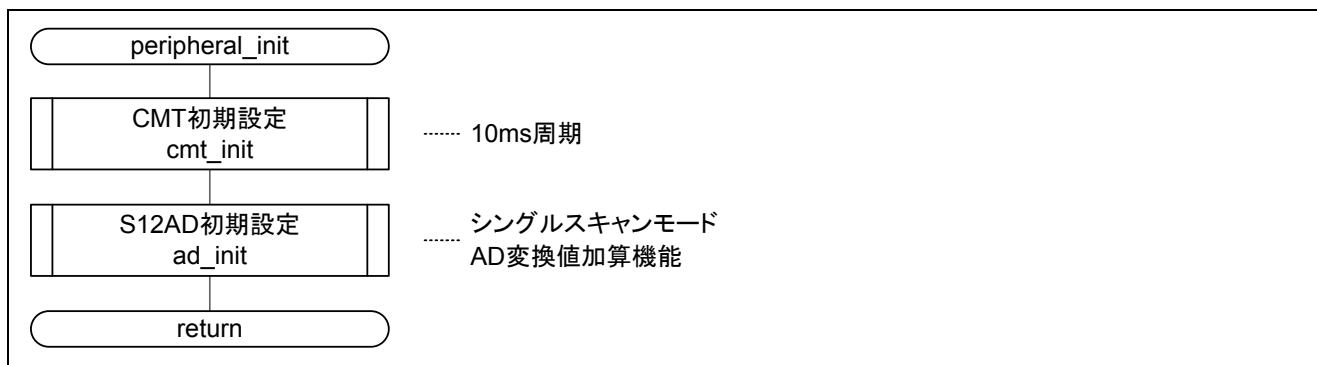 peripheral_init
CMT初期設定
cmt_init
10ms周期
S12AD初期設定
ad_init
シングルスキャンモード
AD変換値加算機能
return